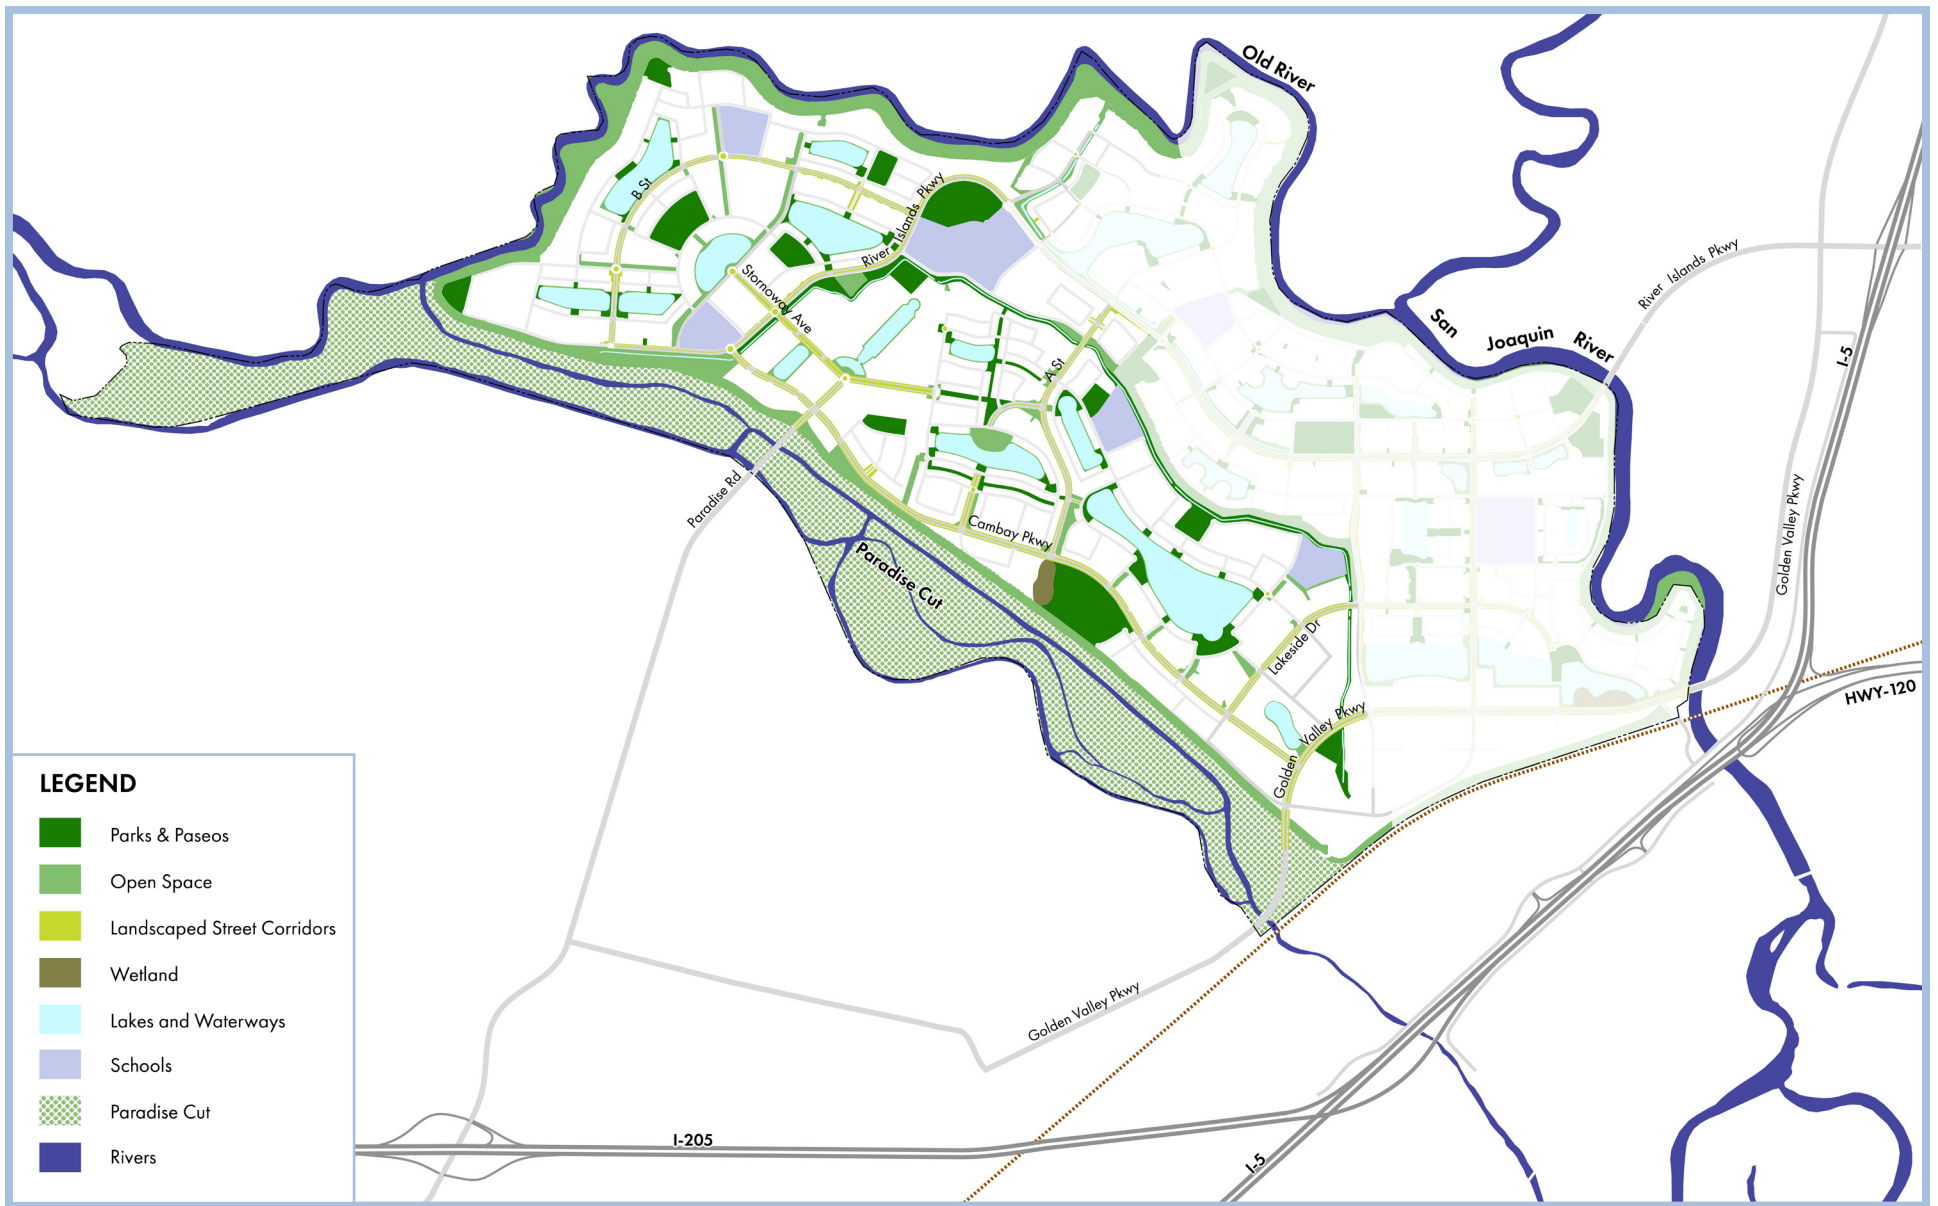 Old River
B St
River Islands Pkwy
Stornoway Ave
River Islands Pkwy
San Joaquin River
I-5
A St
Paradise Rd
Golden Valley Pkwy
Cambay Pkwy
Paradise Cut
Lakeside Dr
HWY-120
Golden Valley Pkwy
LEGEND
Parks & Paseos
Open Space
Landscaped Street Corridors
Wetland
Lakes and Waterways
Schools
Paradise Cut
Rivers
Golden Valley Pkwy
I-205
I-5